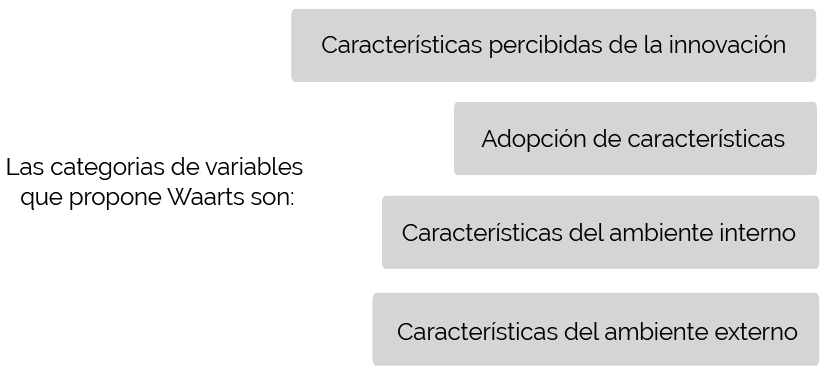 Las categorias de variables
que propone Waarts son:
Características percibidas de la innovación
Adopción de características
Características del ambiente interno
Características del ambiente externo